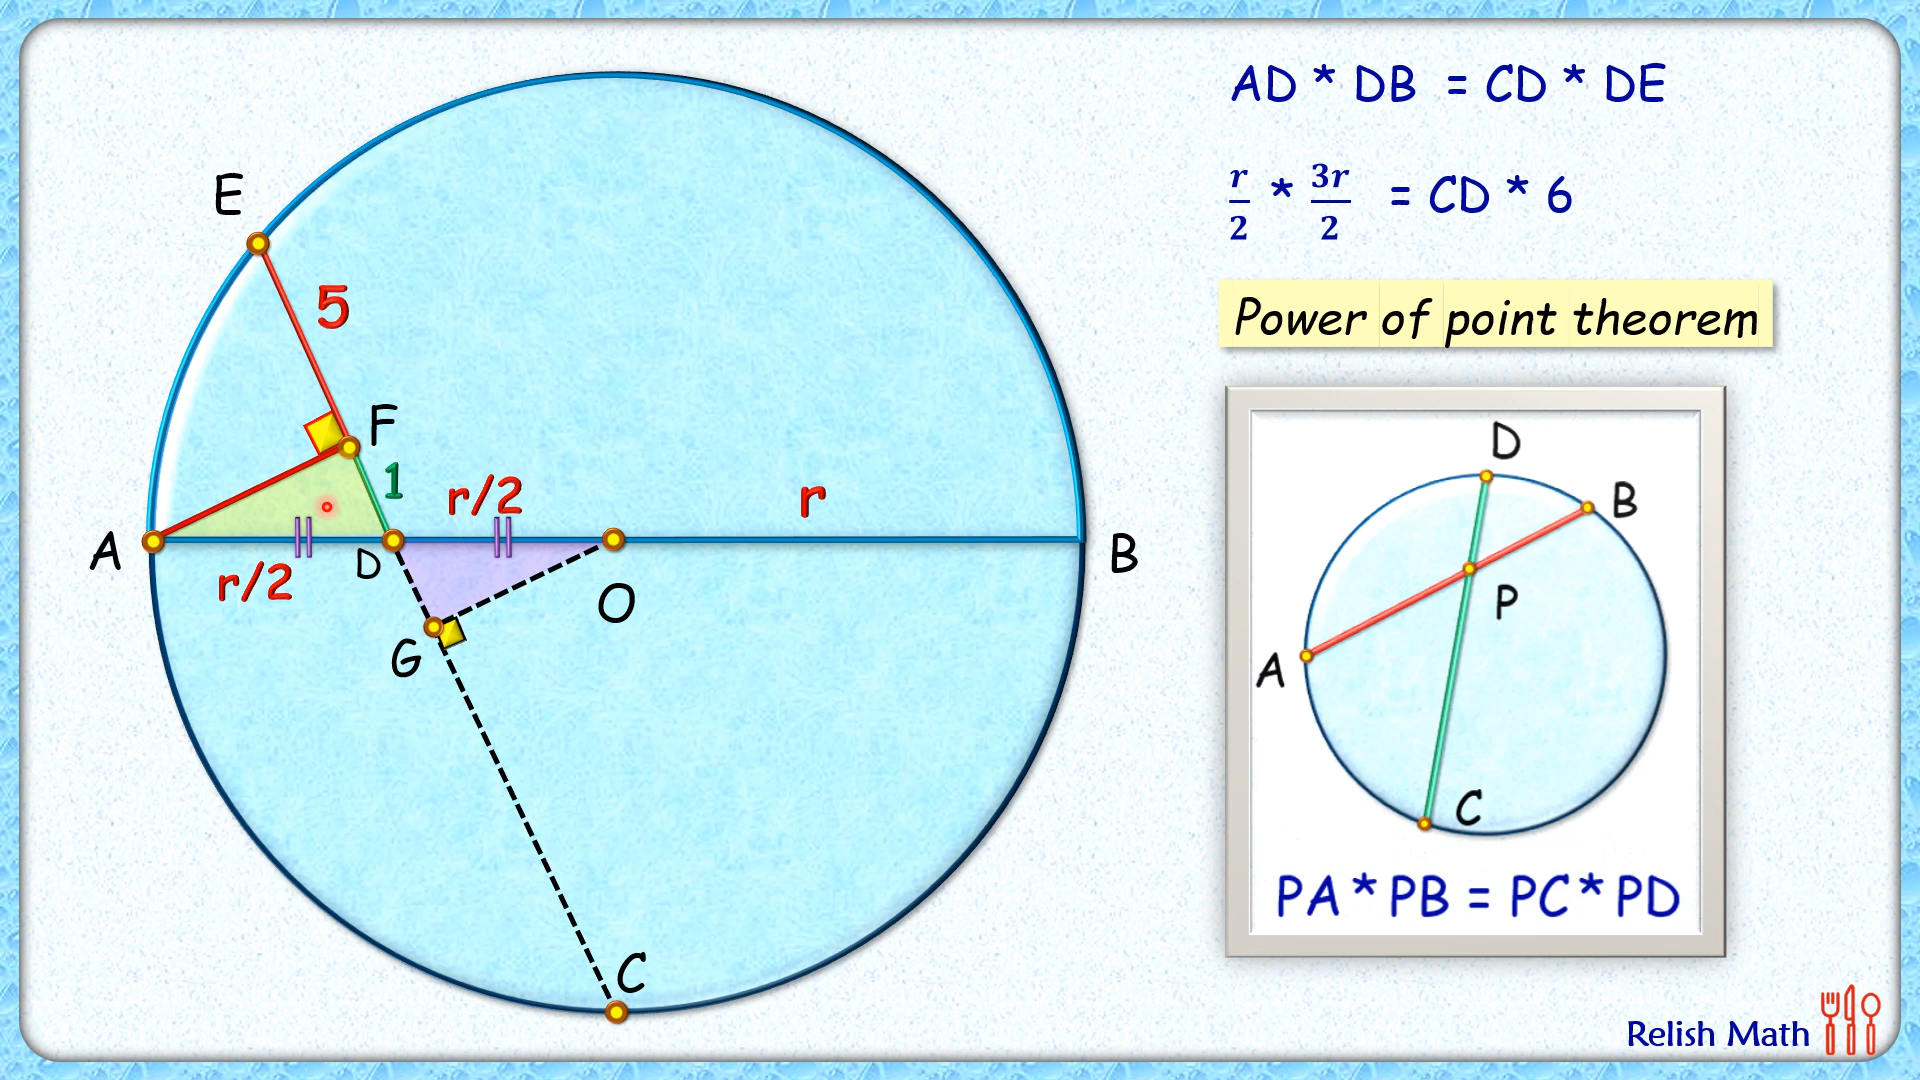 AD * DB = CD * DE
r/2 * 3r/2 = CD * 6
Power of point theorem
E
5
F
1
r/2
r
A
D
B
r/2
O
G
C
D
B
P
A
C
PA * PB = PC * PD
Relish Math